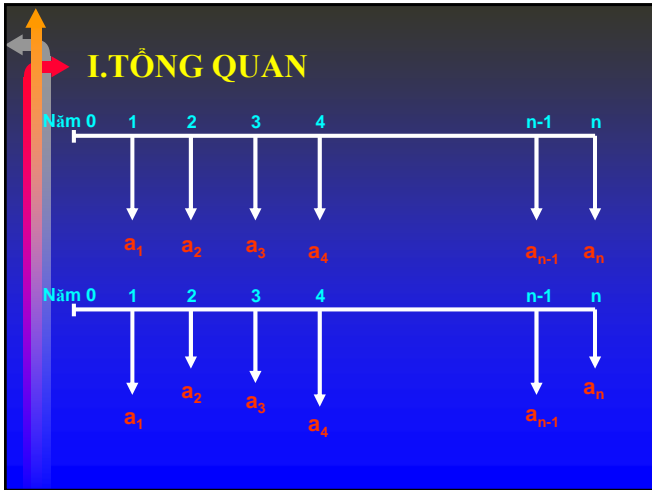 I.TỔNG QUAN
Năm 0 1 2 3 4 n-1 n
a₁ a₂ a₃ a₄ aₙ₋₁ aₙ
Năm 0 1 2 3 4 n-1 n
a₁ a₂ a₃ a₄ aₙ₋₁ aₙ